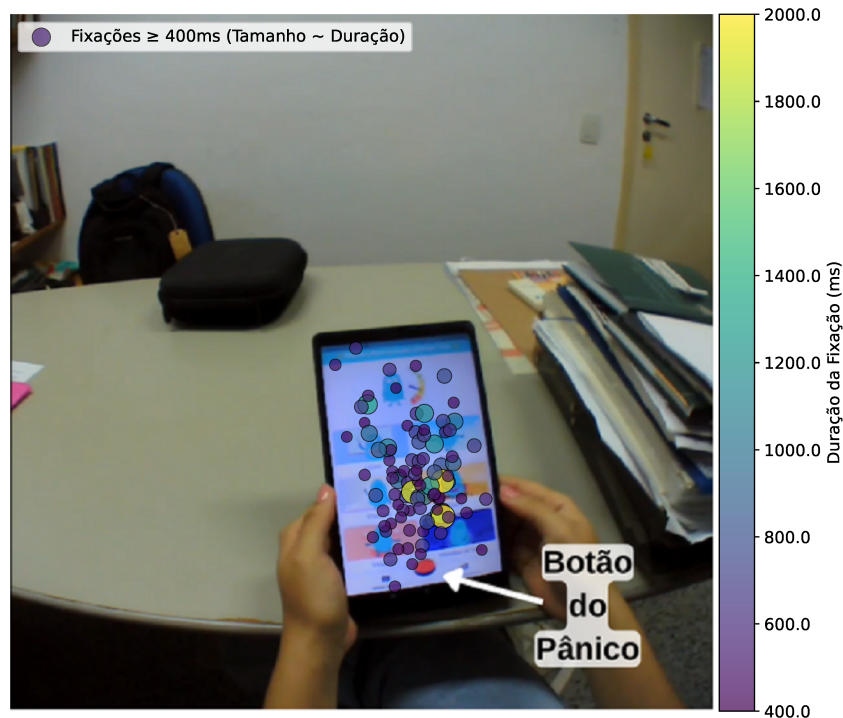 Fixações ≥ 400ms (Tamanho ~ Duração)
Botão
do
Pânico
2000.0
1800.0
1600.0
1400.0
1200.0
1000.0
800.0
600.0
400.0
Duração da Fixação (ms)